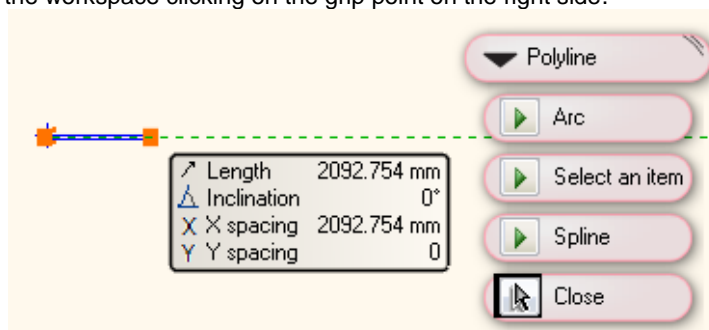 the workspace clicking on the grip point on the right side.
Polyline
Arc
Length 2092.754 mm
Inclination 0°
X spacing 2092.754 mm
Y spacing 0
Select an item
Spline
Close